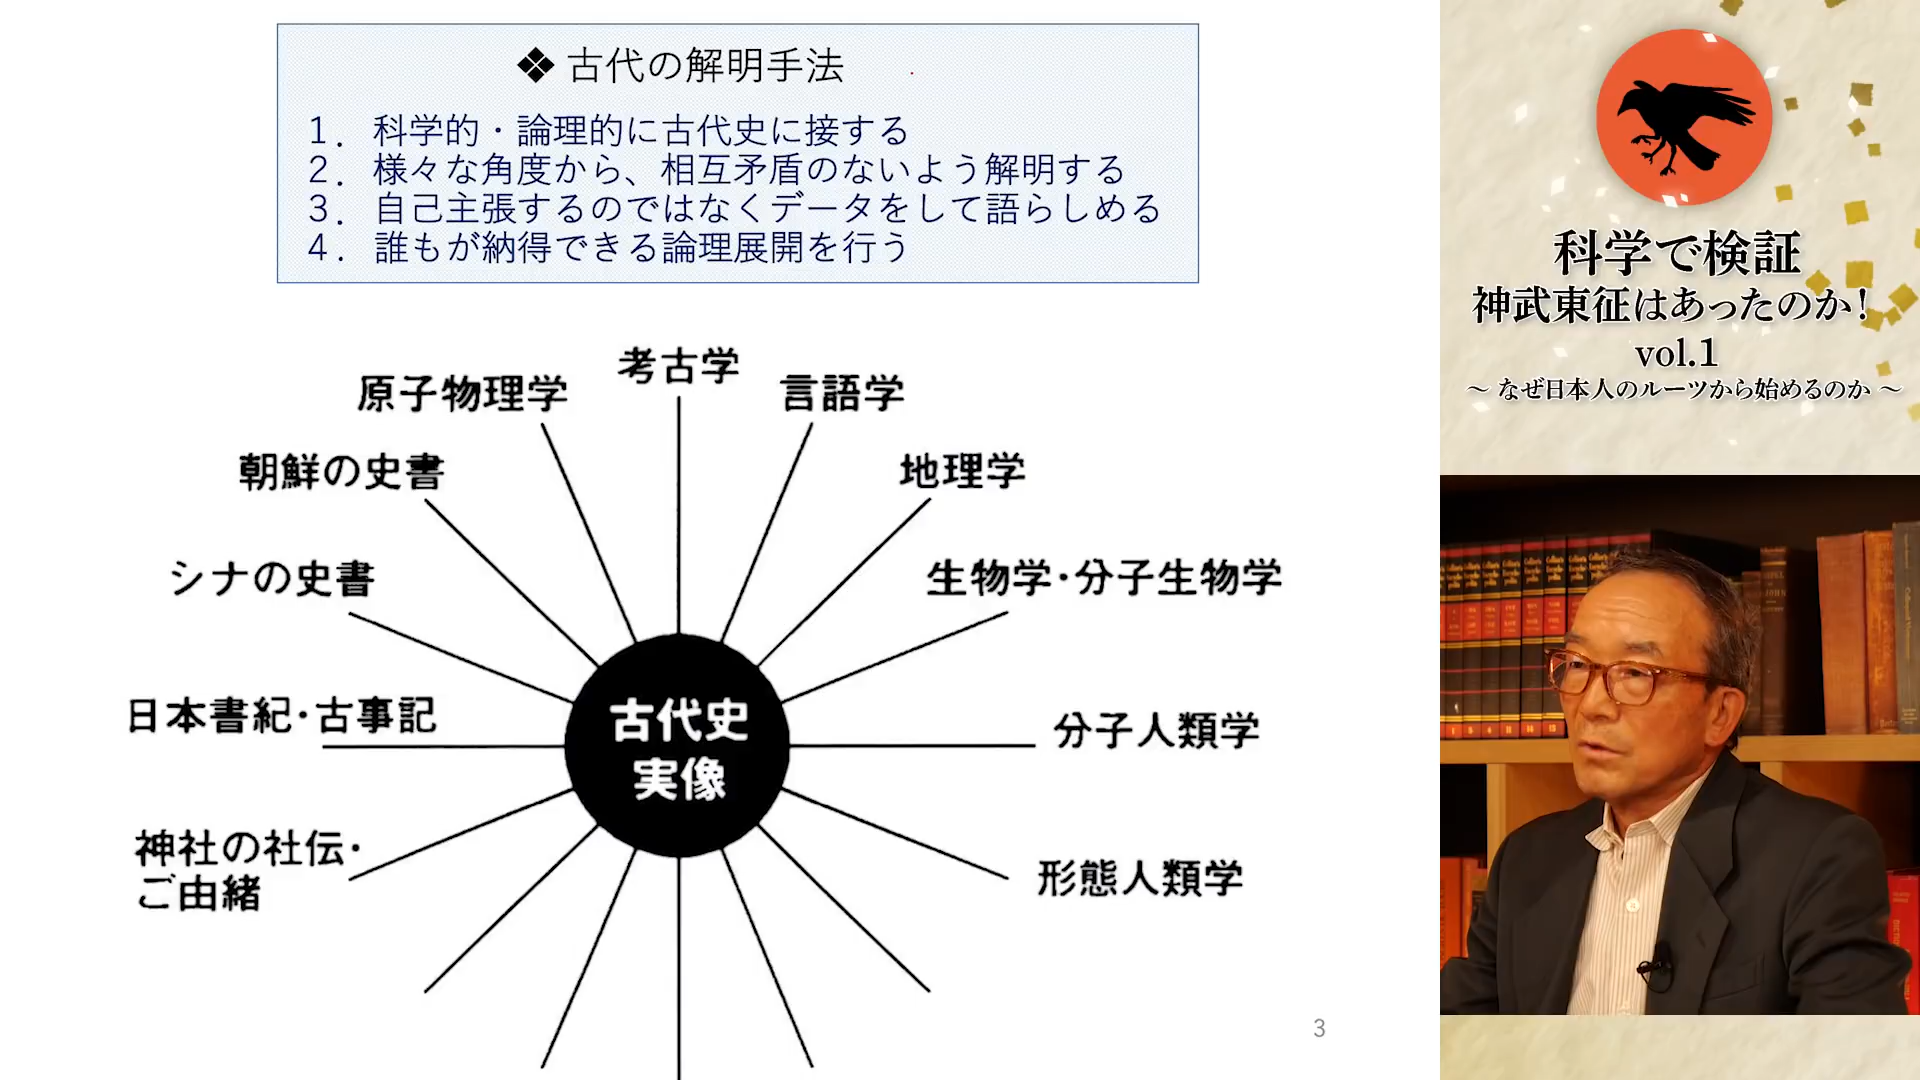 ❖ 古代の解明手法
１．科学的・論理的に古代史に接する
２．様々な角度から、相互矛盾のないよう解明する
３．自己主張するのではなくデータをして語らしめる
４．誰もが納得できる論理展開を行う
考古学
原子物理学
言語学
朝鮮の史書
地理学
シナの史書
生物学・分子生物学
日本書紀・古事記
古代史
実像
分子人類学
神社の社伝・
ご由緒
形態人類学
3
科学で検証
神武東征はあったのか！
vol.1
～ なぜ日本人のルーツから始めるのか ～